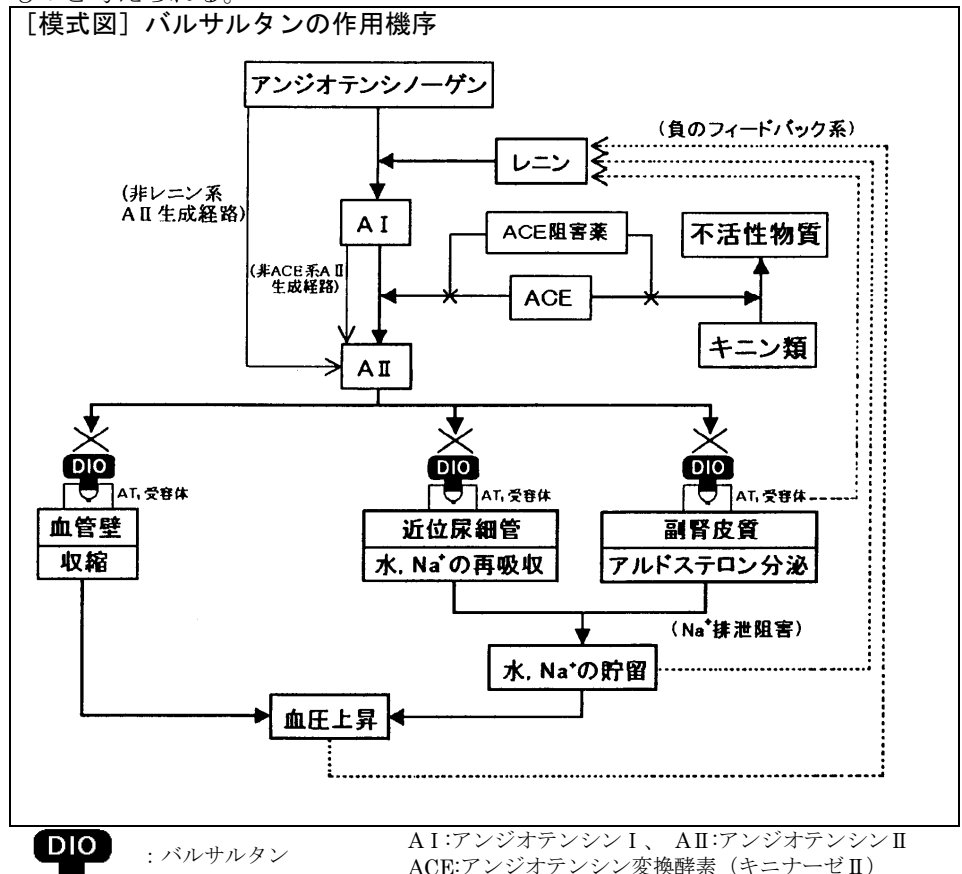 ［模式図］バルサルタンの作用機序
アンジオテンシノーゲン
(負のフィードバック系)
レニン
(非レニン系
AⅡ生成経路)
AⅠ
ACE阻害薬
不活性物質
(非ACE系AⅡ
生成経路)
ACE
キニン類
AⅡ
DIO
DIO
DIO
AT₁受容体
AT₁受容体
AT₁受容体
血管壁
近位尿細管
副腎皮質
収縮
水, Na⁺の再吸収
アルドステロン分泌
(Na⁺排泄阻害)
水, Na⁺の貯留
血圧上昇
DIO
：バルサルタン
AⅠ:アンジオテンシンⅠ、 AⅡ:アンジオテンシンⅡ
ACE:アンジオテンシン変換酵素（キニナーゼⅡ）